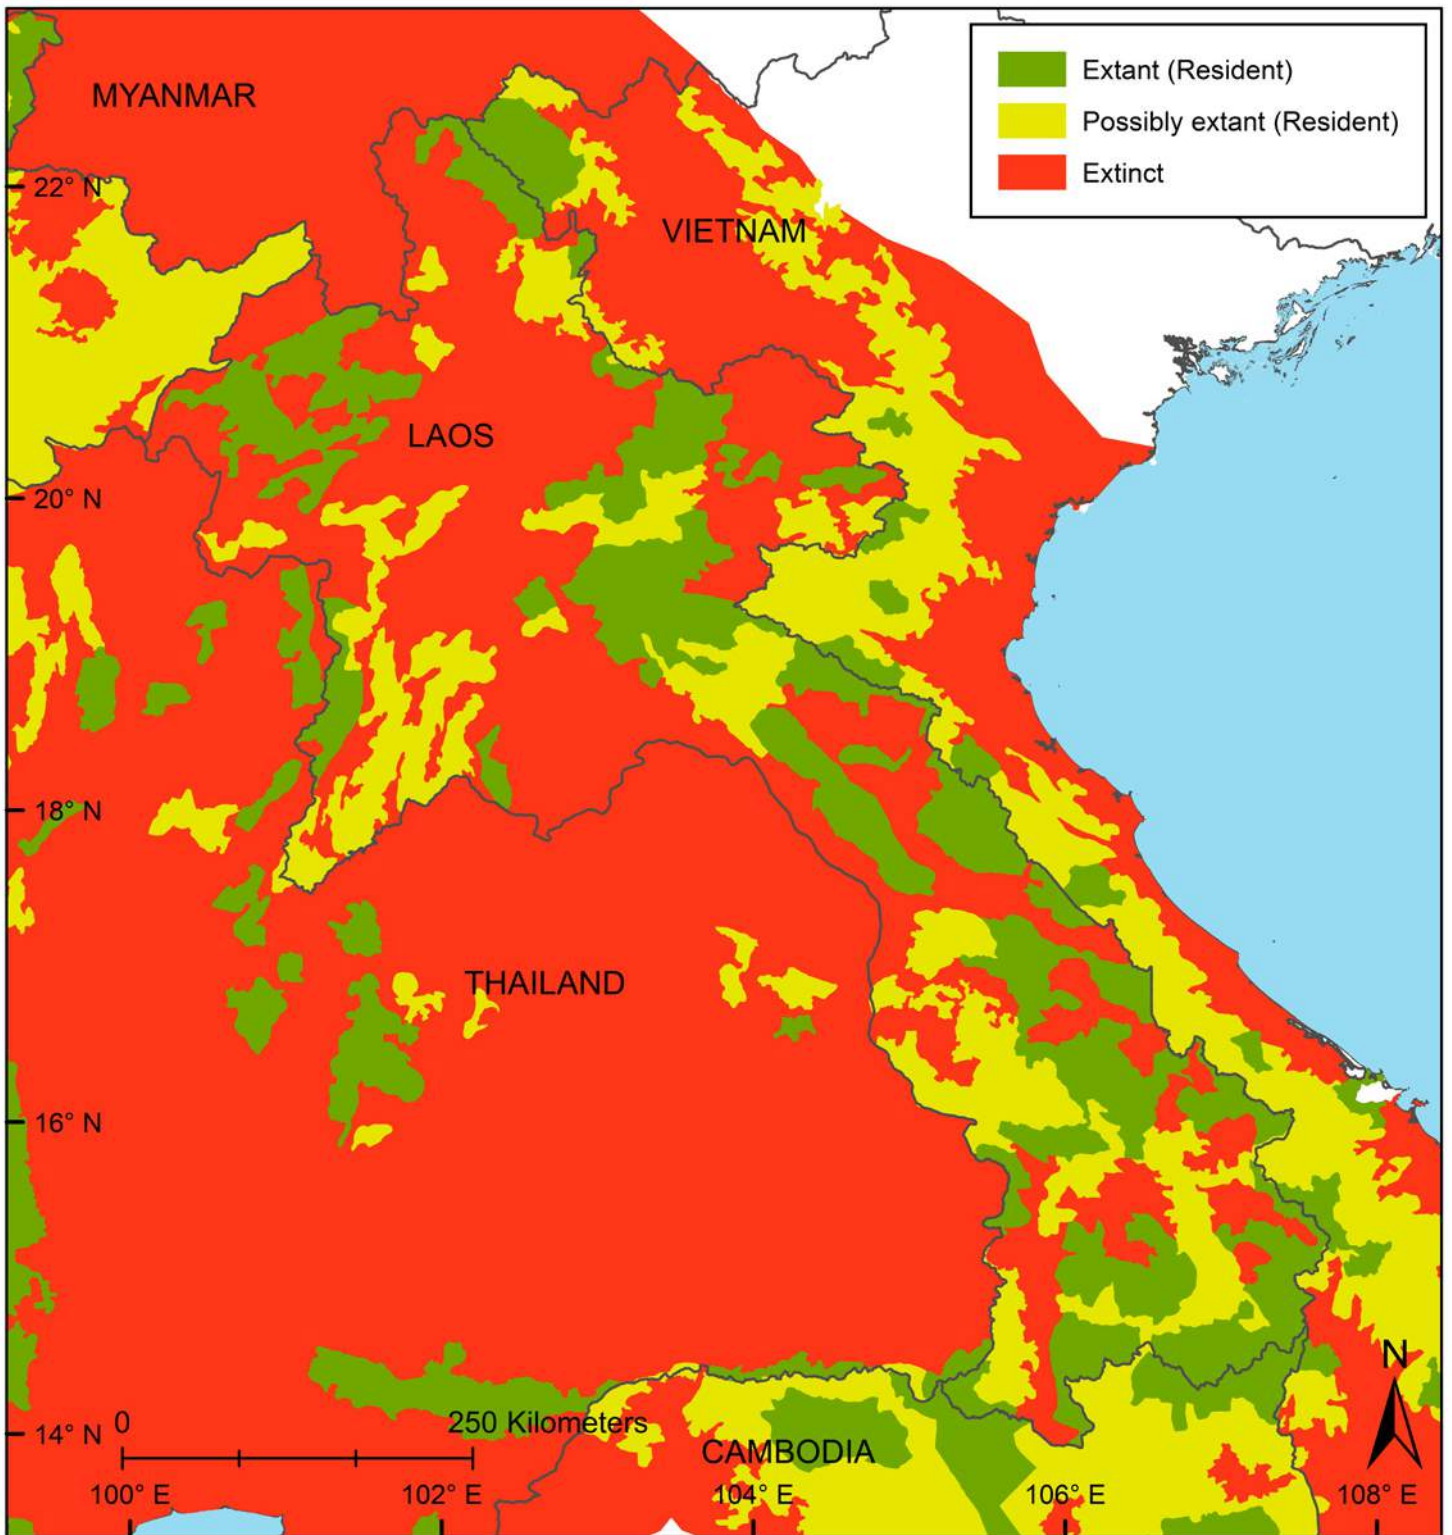 Extant (Resident)
Possibly extant (Resident)
Extinct
MYANMAR
22° N
VIETNAM
LAOS
20° N
18° N
THAILAND
16° N
N
0
250 Kilometers
14° N
CAMBODIA
100° E
102° E
104° E
106° E
108° E